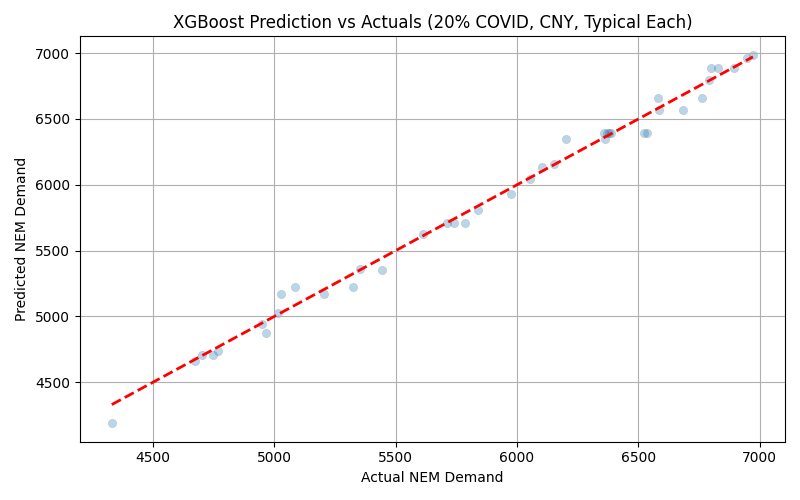 XGBoost Prediction vs Actuals (20% COVID, CNY, Typical Each)
7000
6500
6000
5500
5000
4500
Predicted NEM Demand
4500 5000 5500 6000 6500 7000
Actual NEM Demand